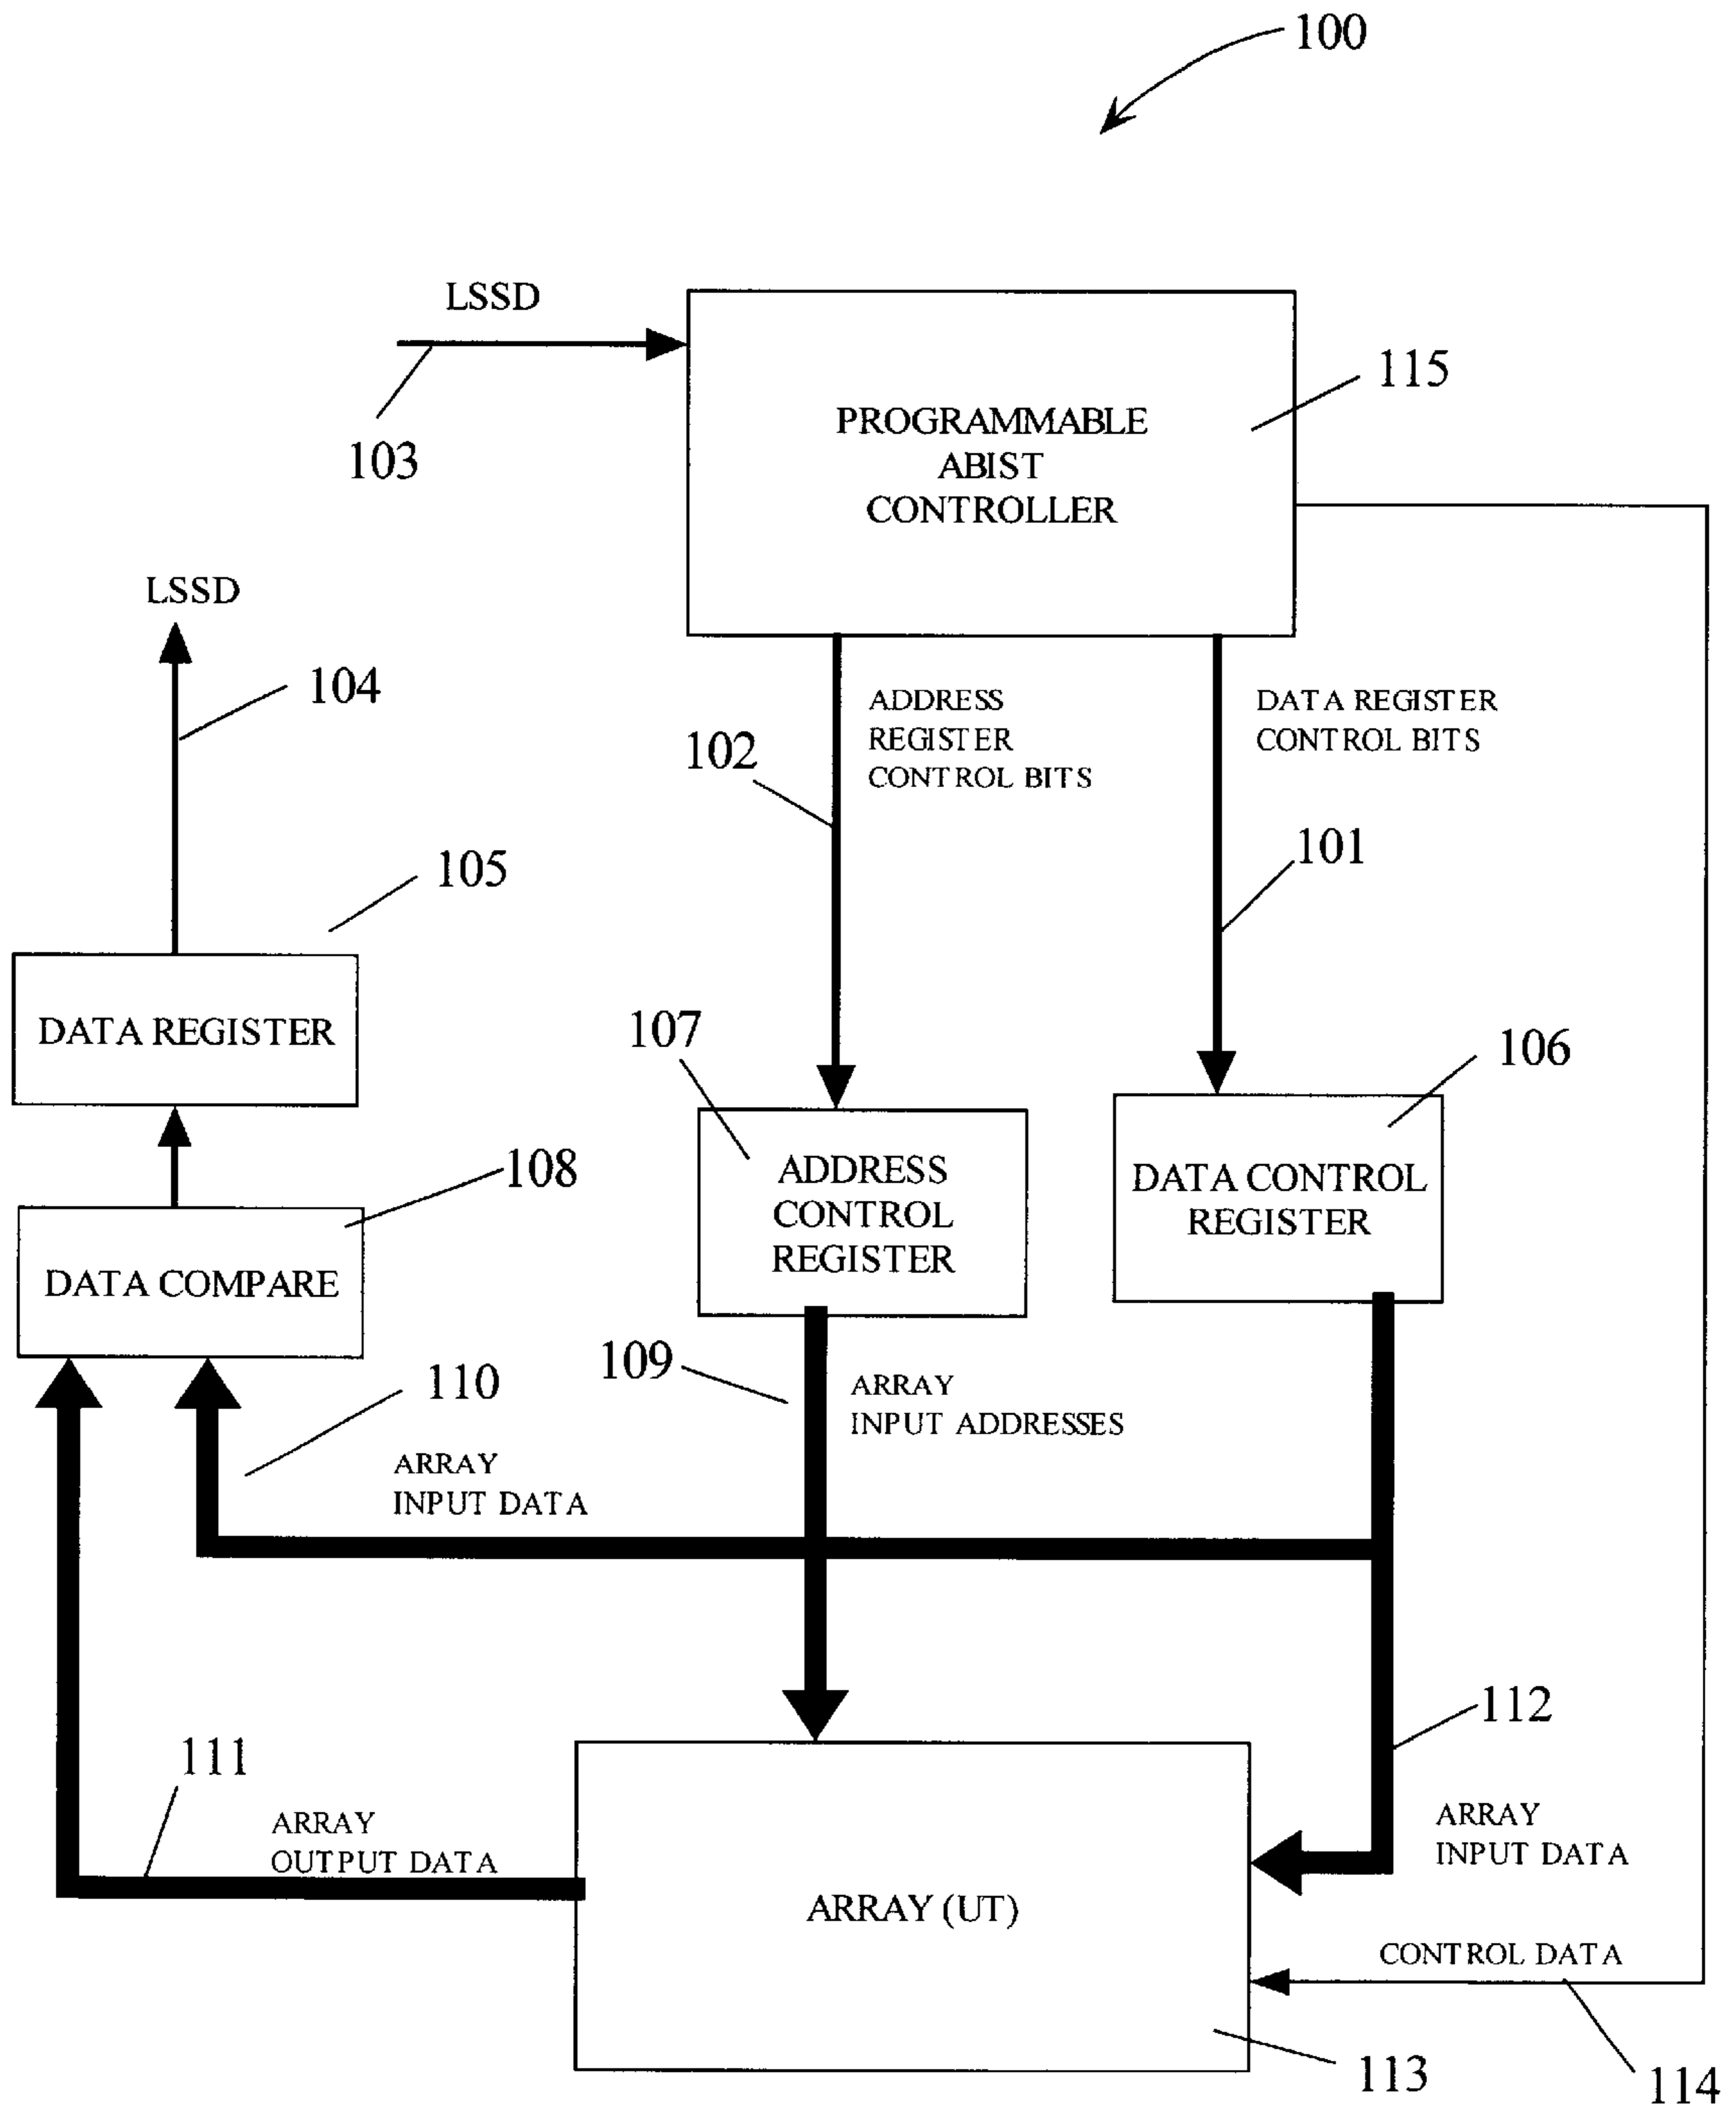 100
LSSD
103
PROGRAMMABLE
ABIST
CONTROLLER
115
LSSD
104
ADDRESS
REGISTER
CONTROL BITS
102
DATA REGISTER
CONTROL BITS
101
105
DATA REGISTER
107
106
ADDRESS
CONTROL
REGISTER
DATA CONTROL
REGISTER
108
DATA COMPARE
109
ARRAY
INPUT ADDRESSES
110
ARRAY
INPUT DATA
112
111
ARRAY
OUTPUT DATA
ARRAY
INPUT DATA
ARRAY (UT)
CONTROL DATA
113
114